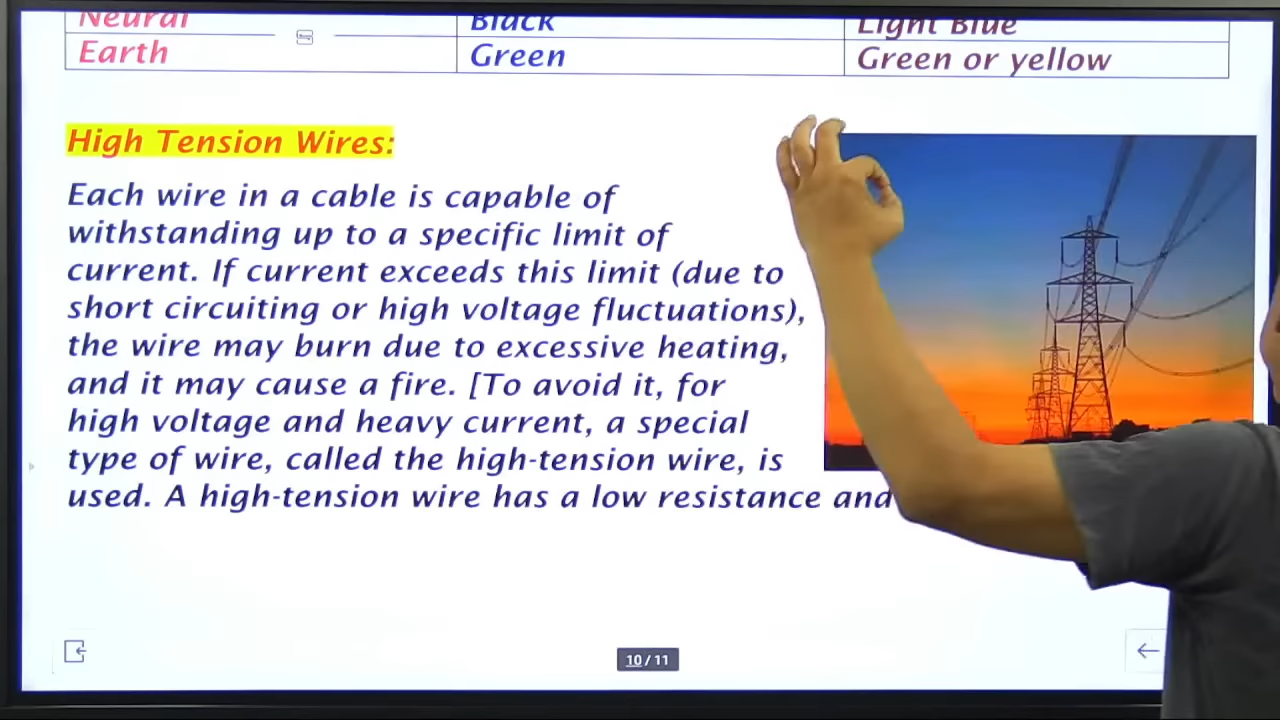 Neural Black Light Blue
Earth Green Green or yellow
High Tension Wires:
Each wire in a cable is capable of
withstanding up to a specific limit of
current. If current exceeds this limit (due to
short circuiting or high voltage fluctuations),
the wire may burn due to excessive heating,
and it may cause a fire. [To avoid it, for
high voltage and heavy current, a special
type of wire, called the high-tension wire, is
used. A high-tension wire has a low resistance and
10/11